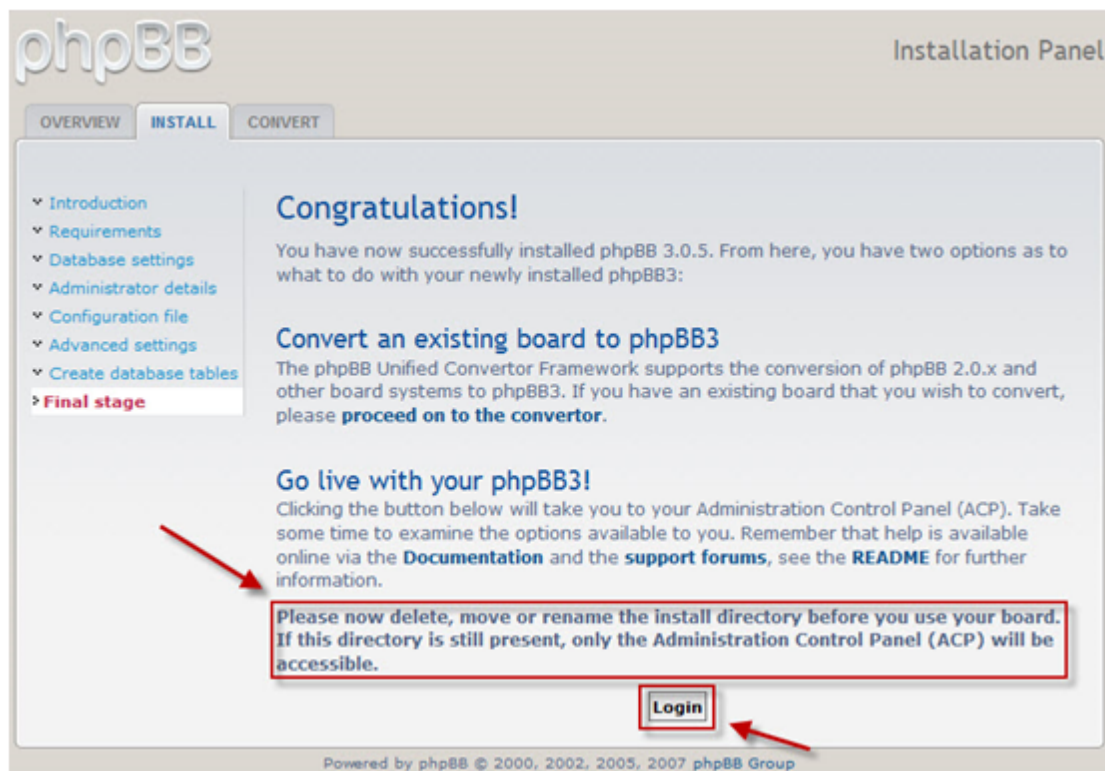 phpBB
Installation Panel
OVERVIEW INSTALL CONVERT
Introduction
Requirements
Database settings
Administrator details
Configuration file
Advanced settings
Create database tables
Final stage
Congratulations!
You have now successfully installed phpBB 3.0.5. From here, you have two options as to
what to do with your newly installed phpBB3:
Convert an existing board to phpBB3
The phpBB Unified Convertor Framework supports the conversion of phpBB 2.0.x and
other board systems to phpBB3. If you have an existing board that you wish to convert,
please proceed on to the convertor.
Go live with your phpBB3!
Clicking the button below will take you to your Administration Control Panel (ACP). Take
some time to examine the options available to you. Remember that help is available
online via the Documentation and the support forums, see the README for further
information.
Please now delete, move or rename the install directory before you use your board.
If this directory is still present, only the Administration Control Panel (ACP) will be
accessible.
Login
Powered by phpBB © 2000, 2002, 2005, 2007 phpBB Group